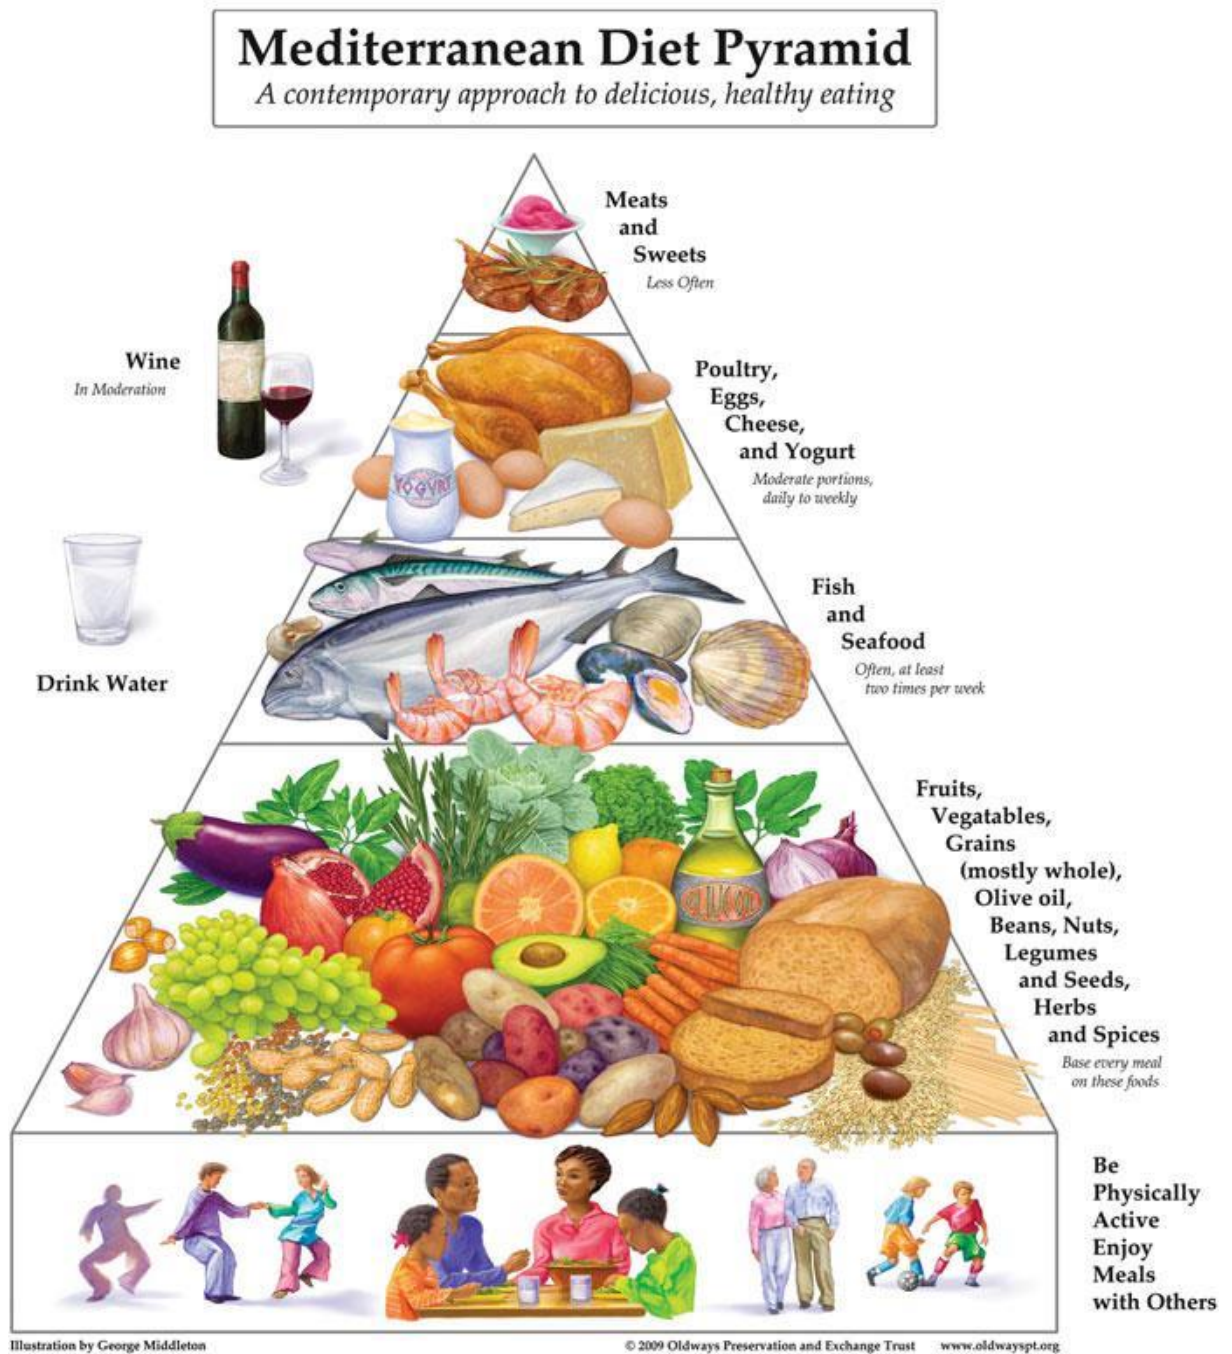 Mediterranean Diet Pyramid
A contemporary approach to delicious, healthy eating
Meats
and
Sweets
Less Often
Wine
In Moderation
Poultry,
Eggs,
Cheese,
and Yogurt
Moderate portions,
daily to weekly
YOGVRT
Drink Water
Fish
and
Seafood
Often, at least
two times per week
Fruits,
Vegatables,
Grains
(mostly whole),
Olive oil,
Beans, Nuts,
Legumes
and Seeds,
Herbs
and Spices
Base every meal
on these foods
OLIVE OIL
Be
Physically
Active
Enjoy
Meals
with Others
Illustration by George Middleton
© 2009 Oldways Preservation and Exchange Trust
www.oldwayspt.org